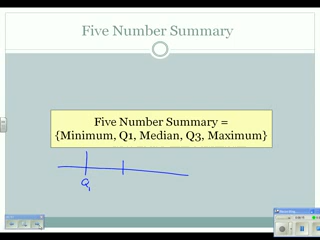 Five Number Summary
Five Number Summary =
{Minimum, Q1, Median, Q3, Maximum}
Q1